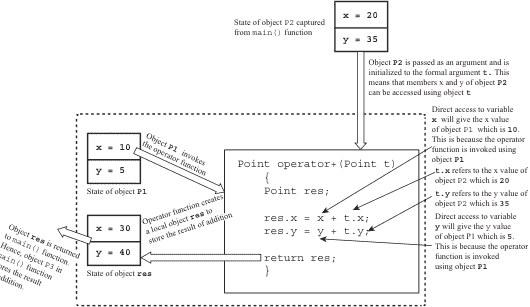 State of object P2 captured
from main() function
x = 20
y = 35
Object P2 is passed as an argument and is
initialized to the formal argument t. This
means that members x and y of object P2
can be accessed using object t
Direct access to variable
x will give the x value
of object P1 which is 10.
This is because the operator
function is invoked using
object P1
t.x refers to the x value of
object P2 which is 20
t.y refers to the y value of
object P2 which is 35
Direct access to variable
y will give the y value
of object P1 which is 5.
This is because the operator
function is invoked
using object P1
x = 10
y = 5
State of object P1
Object P1 invokes
the operator function
Point operator+(Point t)
{
Point res;
res.x = x + t.x;
res.y = y + t.y;
return res;
}
Operator function creates
a local object res to
store the result of addition
x = 30
y = 40
State of object res
Object res is returned
to main() function.
Hence, object P3 in
main() function
res the result
addition.